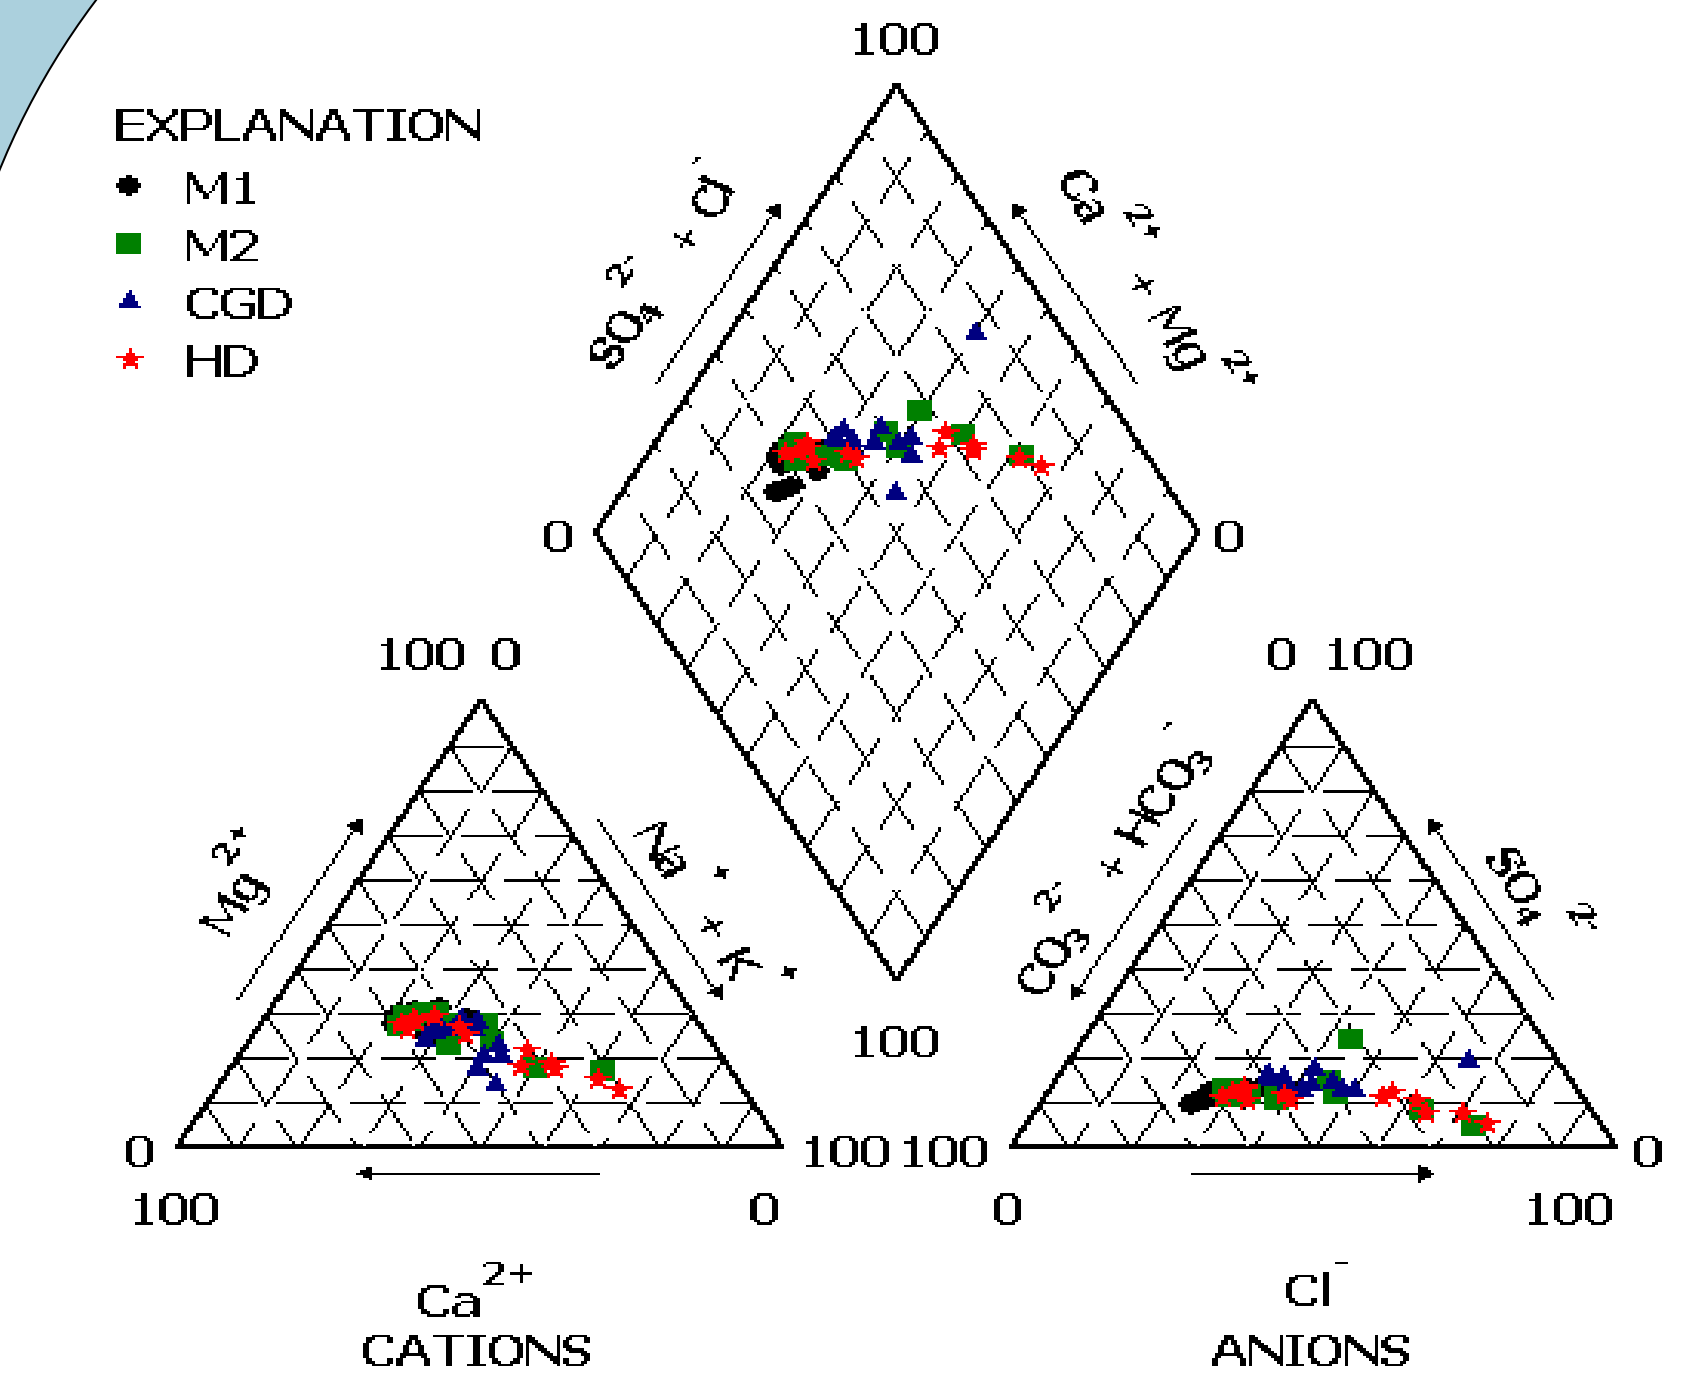 100
EXPLANATION
M1
M2
CGD
HD
SO4 2- + Cl-
Ca 2+ + Mg 2+
0
0
100 0
0 100
Mg 2+
Na + + K +
CO3 2- + HCO3 -
SO4 2-
100
0
100
100
0
100
0
0
100
Ca 2+
Cl -
CATIONS
ANIONS